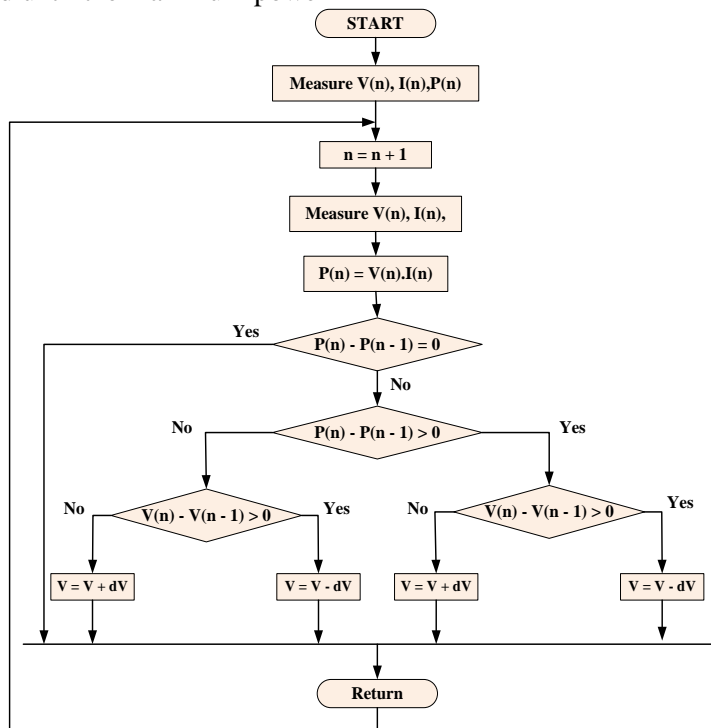 START
Measure V(n), I(n),P(n)
n = n + 1
Measure V(n), I(n),
P(n) = V(n).I(n)
Yes
P(n) - P(n - 1) = 0
No
No
P(n) - P(n - 1) > 0
Yes
No
V(n) - V(n - 1) > 0
Yes
No
V(n) - V(n - 1) > 0
Yes
V = V + dV
V = V - dV
V = V + dV
V = V - dV
Return